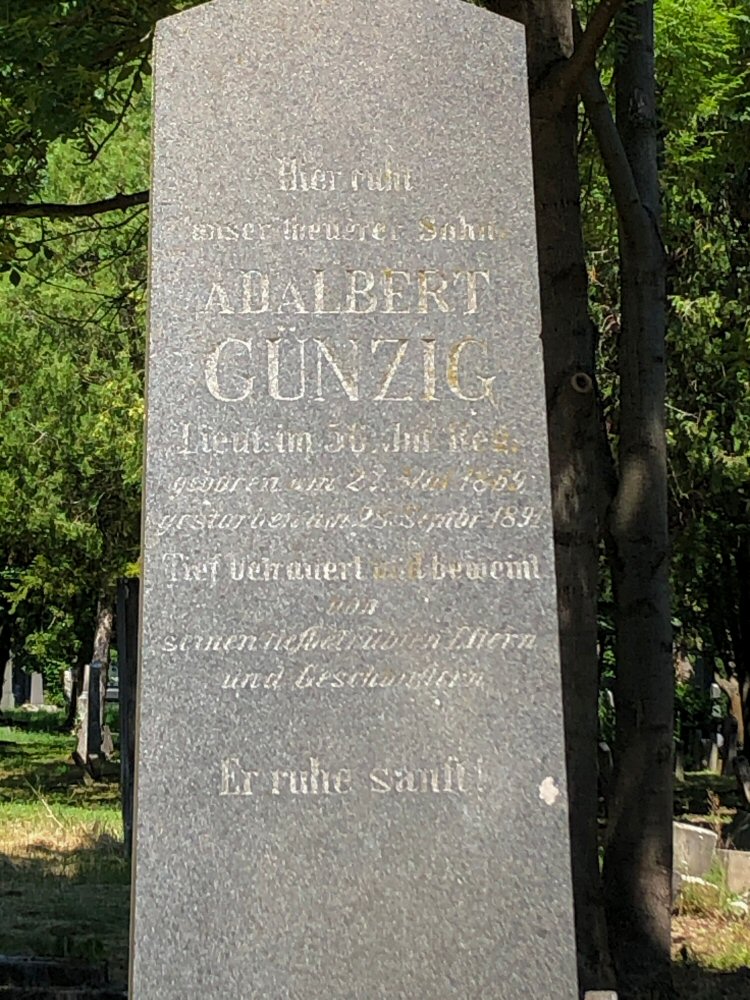 Hier ruht
unser theuerer Sohn
ADALBERT
GÜNZIG
Lieut. im 56. Inf. Reg.
geboren am 27. Mai 1869
gestorben am 25. Septbr 1891
Tief betrauert und beweint
von
seinen tiefbetrübten Eltern
und Geschwistern
Er ruhe sanft!